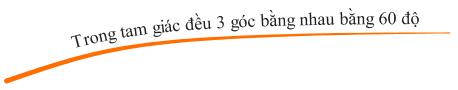 Trong tam giác đều 3 góc bằng nhau bằng 60 độ